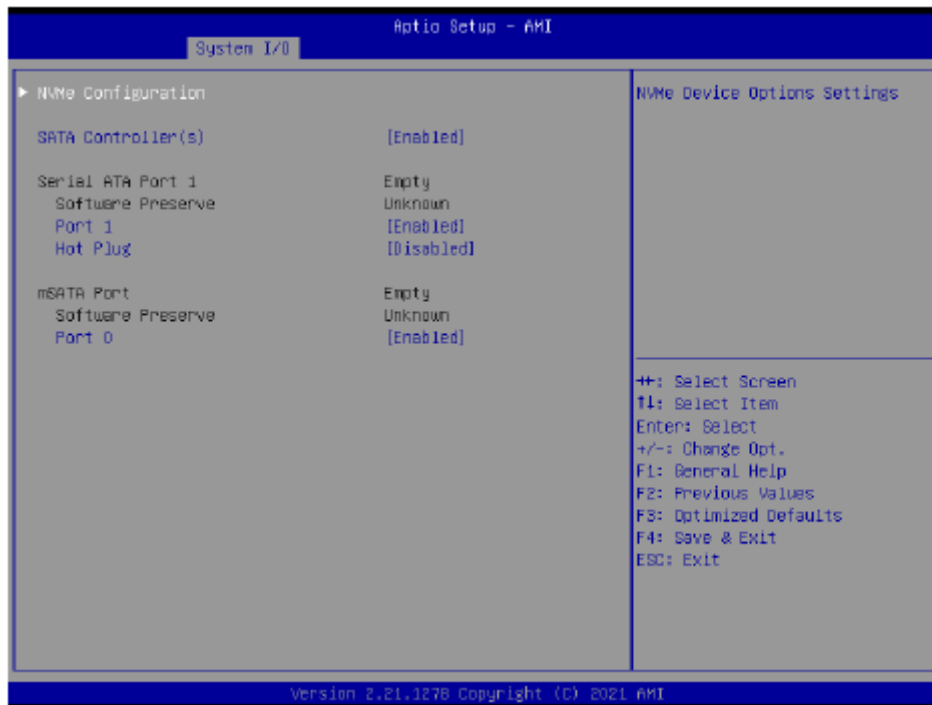 Aptio Setup - AMI
System I/O
▶ NVMe Configuration
SATA Controller(s) [Enabled]
Serial ATA Port 1 Empty
Software Preserve Unknown
Port 1 [Enabled]
Hot Plug [Disabled]
mSATA Port Empty
Software Preserve Unknown
Port 0 [Enabled]
NVMe Device Options Settings
→←: Select Screen
↑↓: Select Item
Enter: Select
+/-: Change Opt.
F1: General Help
F2: Previous Values
F3: Optimized Defaults
F4: Save & Exit
ESC: Exit
Version 2.21.1278 Copyright (C) 2021 AMI